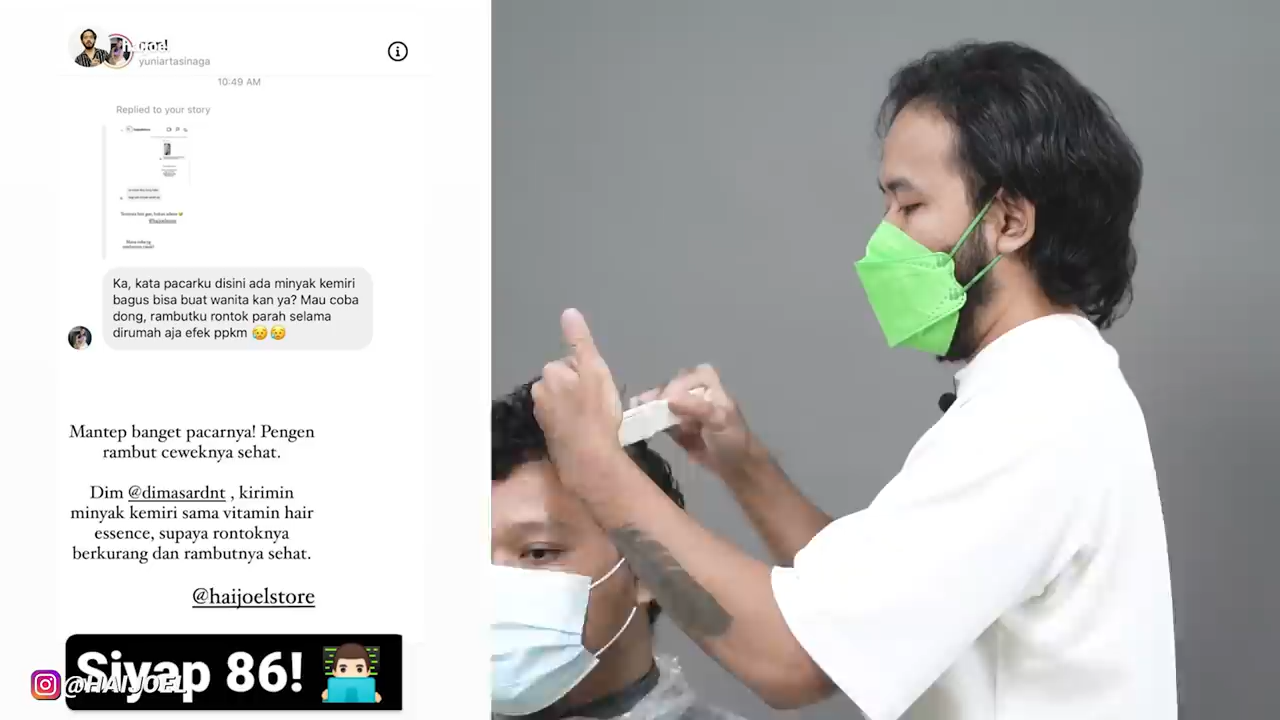 yuniartasinaga
10:49 AM
Replied to your story
Ka, kata pacarku disini ada minyak kemiri
bagus bisa buat wanita kan ya? Mau coba
dong, rambutku rontok parah selama
dirumah aja efek ppkm 😥😥
Mantep banget pacarnya! Pengen
rambut ceweknya sehat.
Dim @dimasardnt , kirimin
minyak kemiri sama vitamin hair
essence, supaya rontoknya
berkurang dan rambutnya sehat.
@haijoelstore
Siyap 86! 👨🏻‍💻
@HAIJOEL